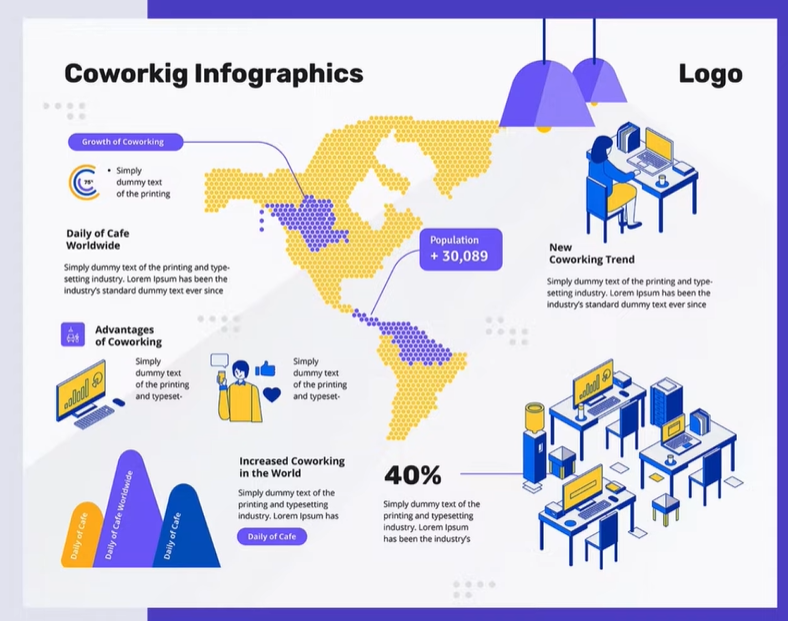 Coworkig Infographics
Logo
Growth of Coworking
75°
Simply
dummy text
of the printing
Daily of Cafe
Worldwide
Simply dummy text of the printing and type-
setting industry. Lorem Ipsum has been the
industry's standard dummy text ever since
Population
+ 30,089
New
Coworking Trend
Simply dummy text of the printing and type-
setting industry. Lorem Ipsum has been the
industry's standard dummy text ever since
Advantages
of Coworking
Simply
dummy text
of the printing
and typeset-
Simply
dummy text
of the printing
and typeset-
Daily of Cafe
Daily of Cafe Worldwide
Daily of Cafe
Increased Coworking
in the World
Simply dummy text of the
printing and typesetting
industry. Lorem Ipsum has
Daily of Cafe
40%
Simply dummy text of the
printing and typesetting
industry. Lorem Ipsum
has been the industry's